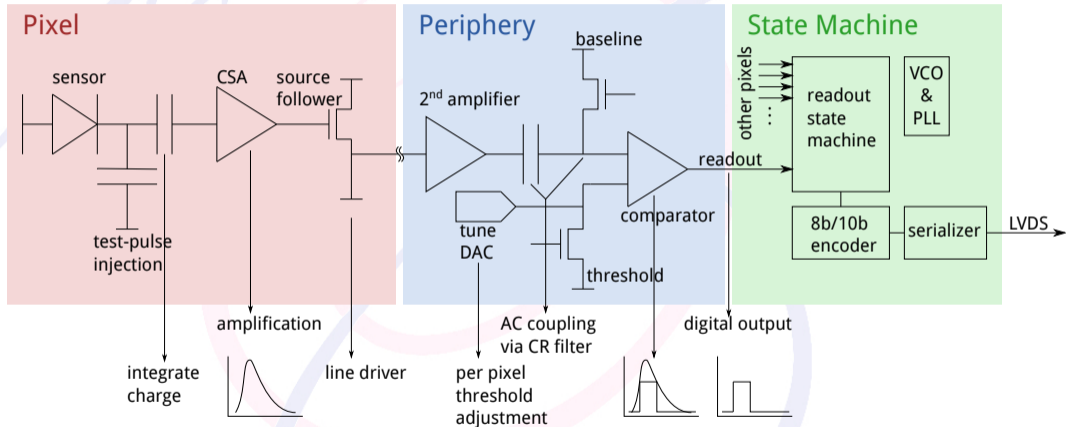 Pixel
Periphery
State Machine
sensor
CSA
source
follower
test-pulse
injection
2nd amplifier
baseline
tune
DAC
comparator
threshold
other pixels
...
readout
readout
state
machine
VCO
&
PLL
8b/10b
encoder
serializer
LVDS
integrate
charge
amplification
line driver
per pixel
threshold
adjustment
AC coupling
via CR filter
digital output